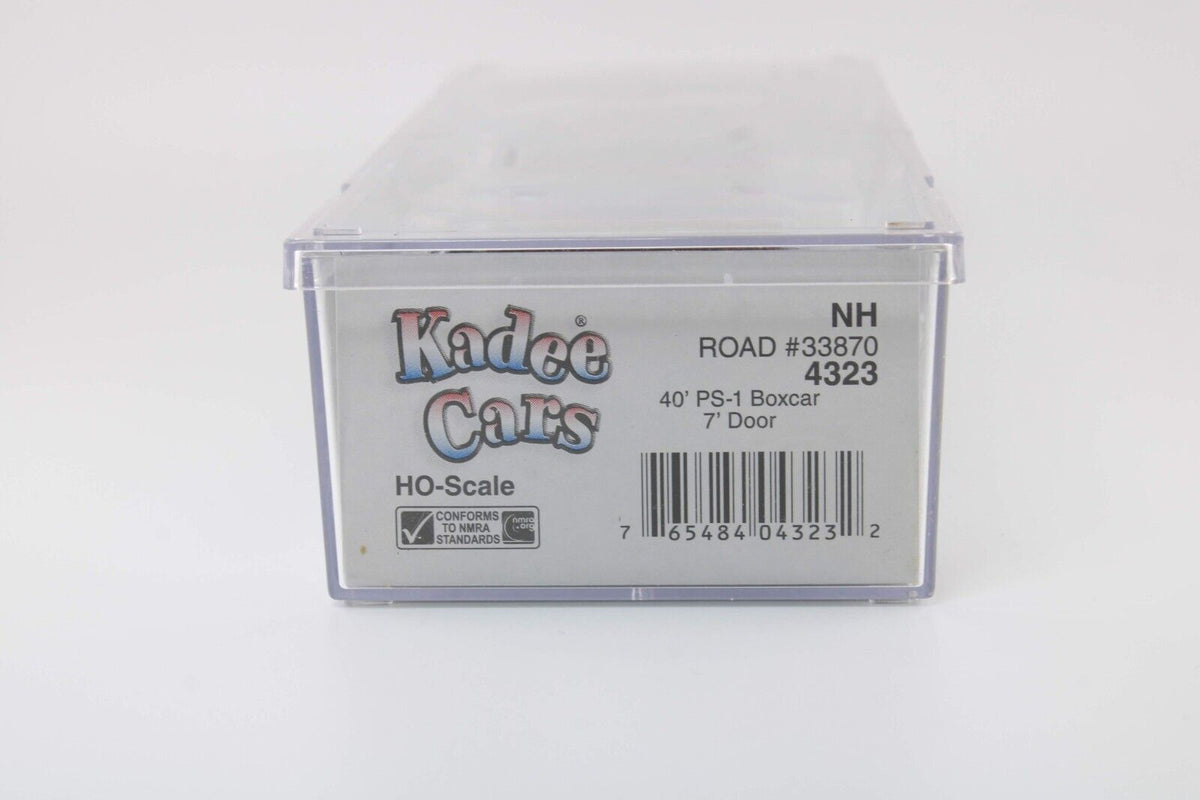 Kadee®
Cars
HO-Scale
CONFORMS
TO NMRA
STANDARDS
nmra
.org
NH
ROAD #33870
4323
40' PS-1 Boxcar
7' Door
7 65484 04323 2